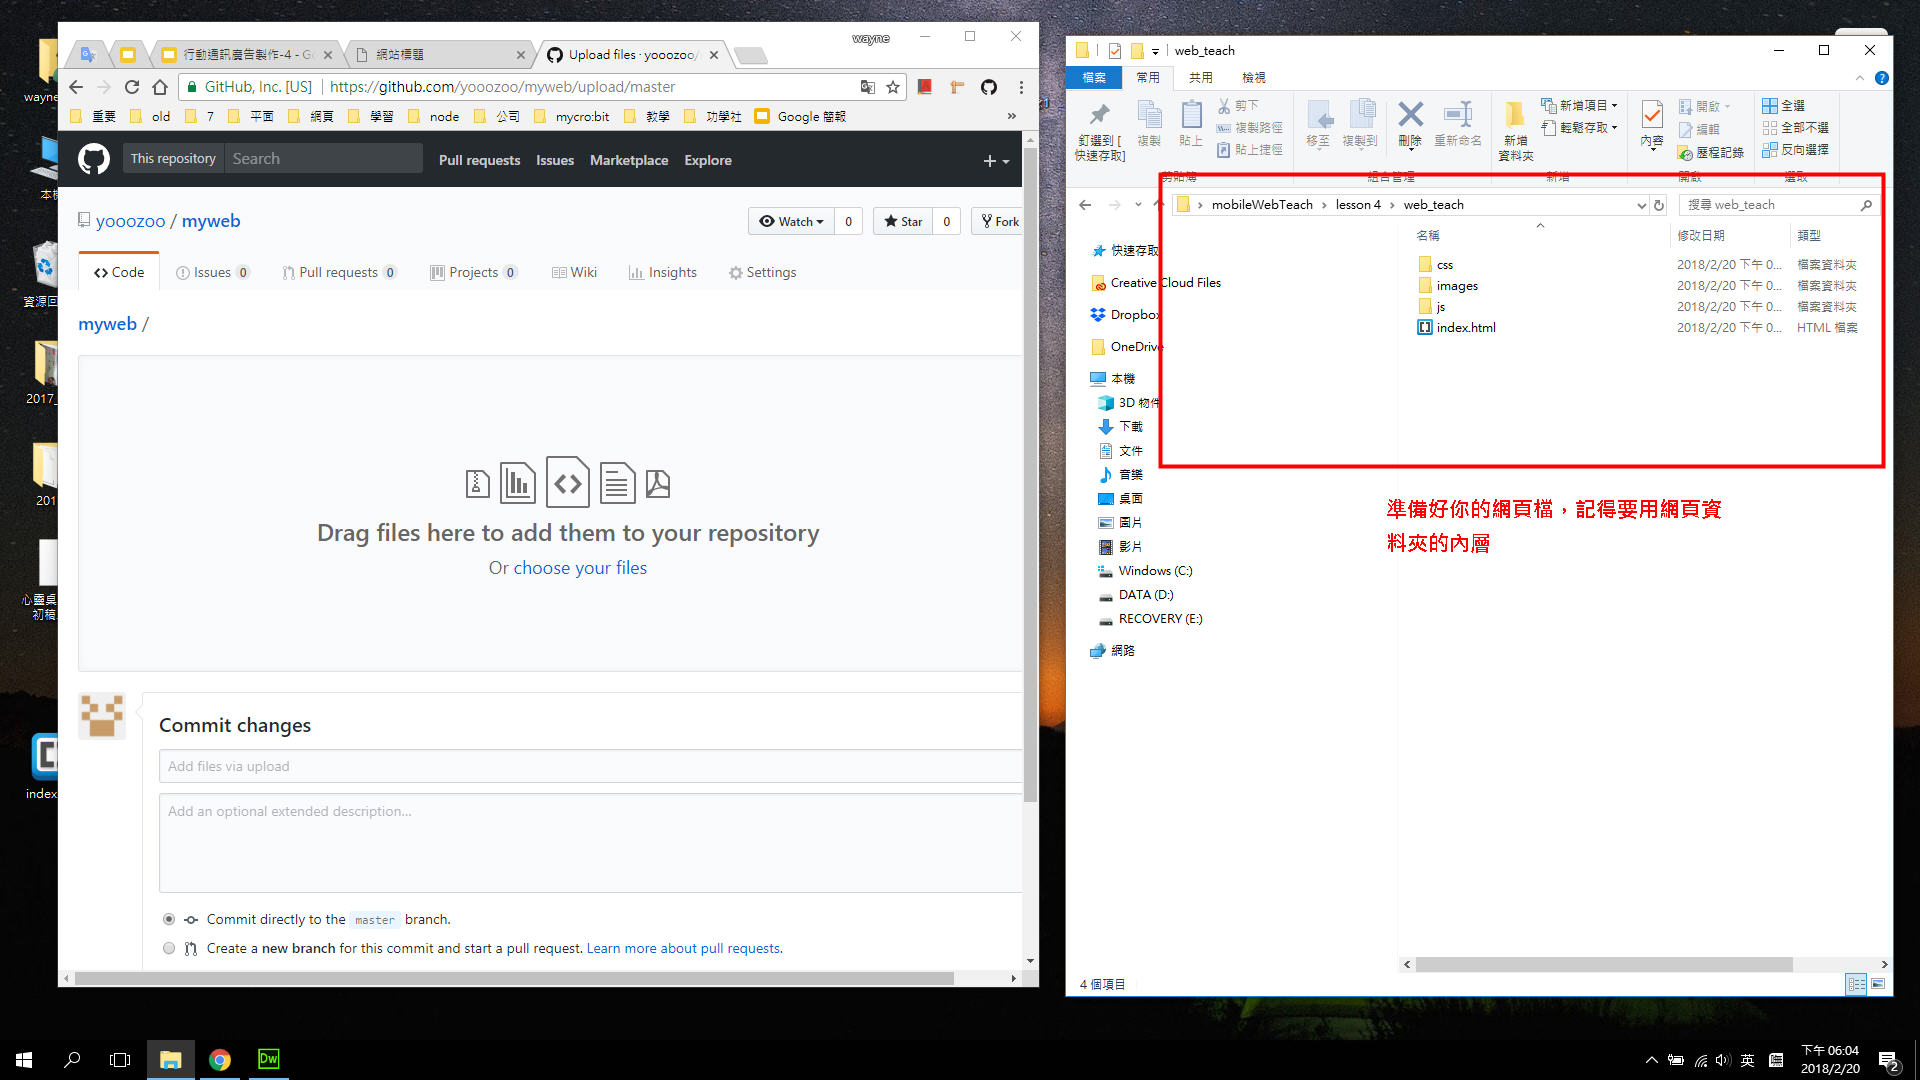 wayne
行動通訊廣告製作-4 - G
網站標題
Upload files · yooozoo/
GitHub, Inc. [US]
https://github.com/yooozoo/myweb/upload/master
重要
old
7
平面
網頁
學習
node
公司
mycro:bit
教學
功學社
Google 簡報
»
This repository
Search
Pull requests
Issues
Marketplace
Explore
yooozoo / myweb
Watch
0
Star
0
Fork
Code
Issues 0
Pull requests 0
Projects 0
Wiki
Insights
Settings
myweb /
Drag files here to add them to your repository
Or choose your files
Commit changes
Add files via upload
Add an optional extended description...
Commit directly to the master branch.
Create a new branch for this commit and start a pull request. Learn more about pull requests.
wayne
2017_
201
心靈桌
初稿
index
web_teach
檔案
常用
共用
檢視
釘選到 [
快速存取]
複製
貼上
剪下
複製路徑
貼上捷徑
移至
複製到
刪除
重新命名
新增
資料夾
新增項目
輕鬆存取
內容
開啟
編輯
歷程記錄
全選
全部不選
反向選擇
剪貼簿
組合管理
新增
開啟
選取
mobileWebTeach
lesson 4
web_teach
搜尋 web_teach
快速存取
Creative Cloud Files
Dropbox
OneDrive
本機
3D 物件
下載
文件
音樂
桌面
圖片
影片
Windows (C:)
DATA (D:)
RECOVERY (E:)
網路
名稱
修改日期
類型
css
2018/2/20 下午 0...
檔案資料夾
images
2018/2/20 下午 0...
檔案資料夾
js
2018/2/20 下午 0...
檔案資料夾
index.html
2018/2/20 下午 0...
HTML 檔案
準備好你的網頁檔，記得要用網頁資
料夾的內層
4 個項目
Dw
英
下午 06:04
2018/2/20
2